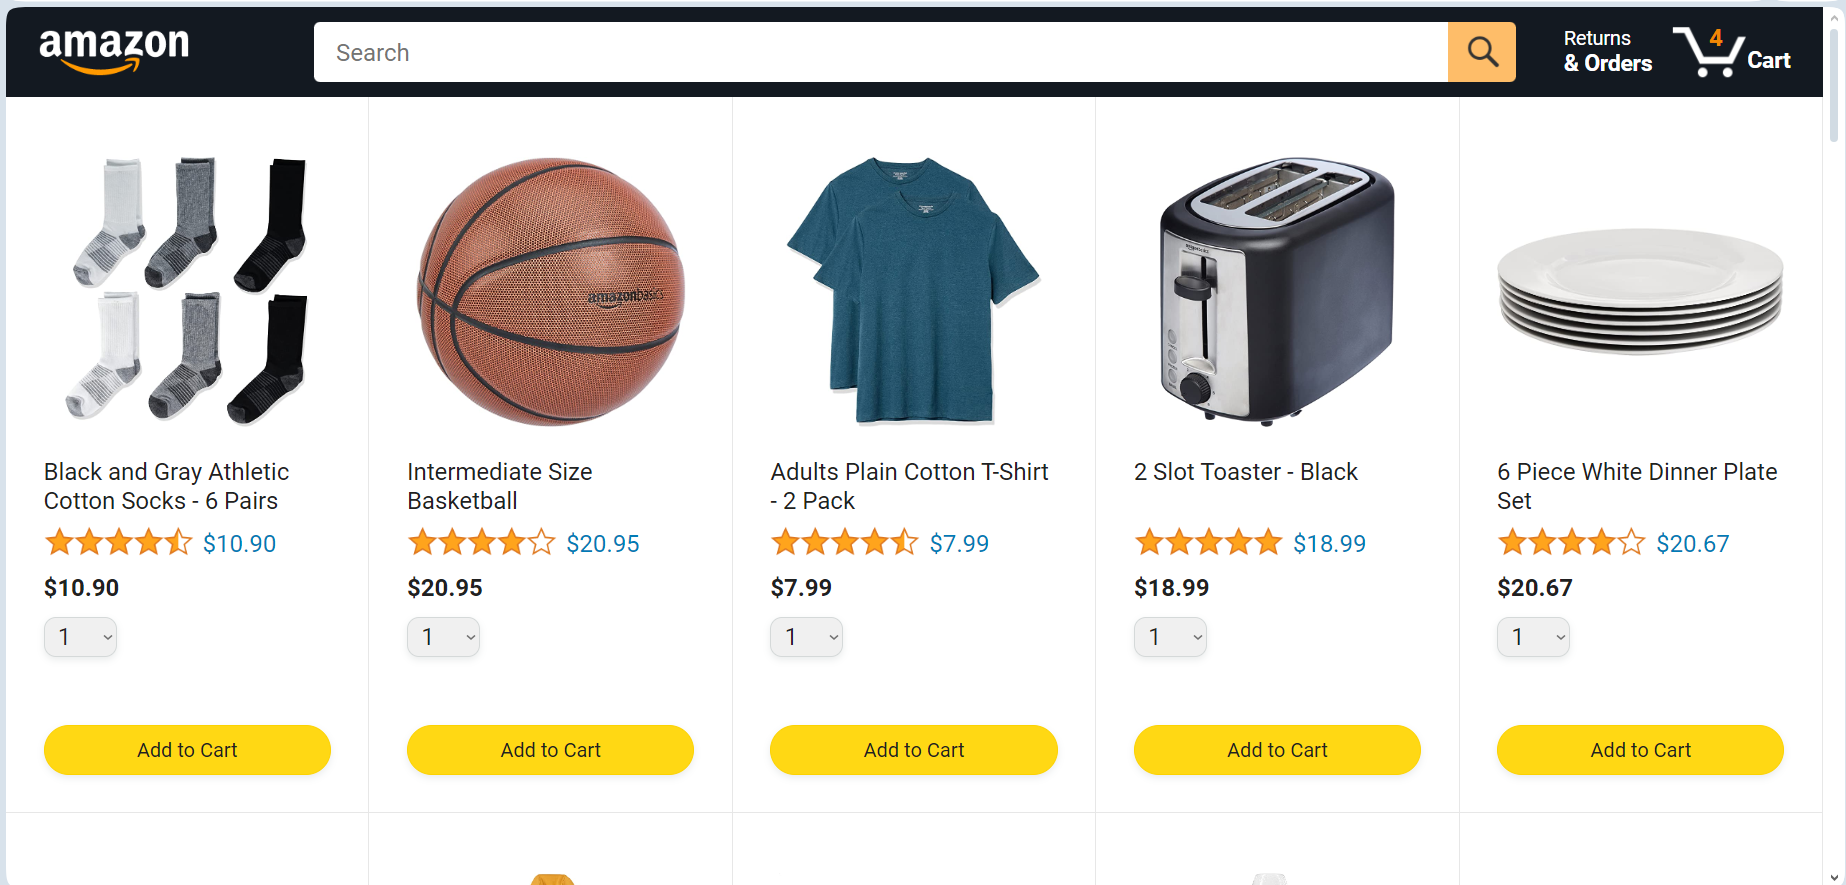 amazon
Search
Returns
& Orders
4
Cart
amazonbasics
Black and Gray Athletic
Cotton Socks - 6 Pairs
$10.90
$10.90
1
Add to Cart
Intermediate Size
Basketball
$20.95
$20.95
1
Add to Cart
Adults Plain Cotton T-Shirt
- 2 Pack
$7.99
$7.99
1
Add to Cart
2 Slot Toaster - Black
$18.99
$18.99
1
Add to Cart
6 Piece White Dinner Plate
Set
$20.67
$20.67
1
Add to Cart